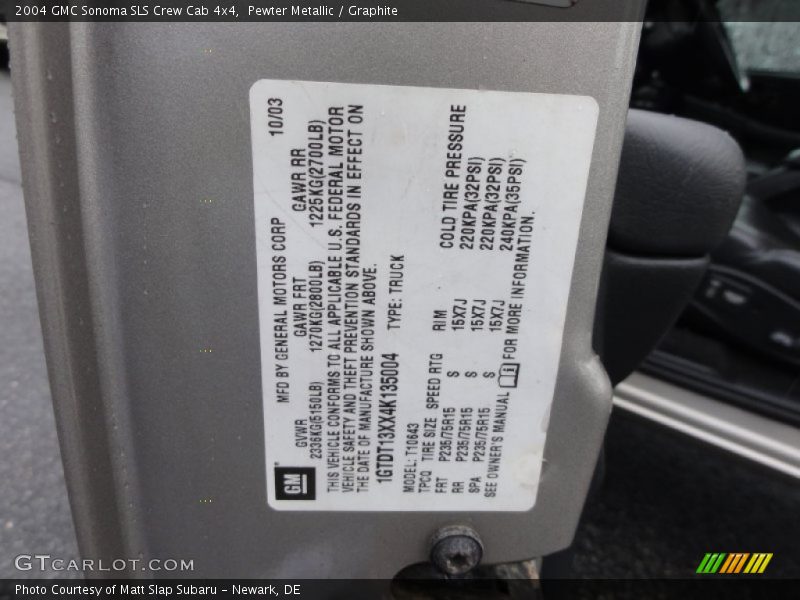 2004 GMC Sonoma SLS Crew Cab 4x4, Pewter Metallic / Graphite
MFD BY GENERAL MOTORS CORP 10/03
GVWR GAWR FRT GAWR RR
2336KG(5150LB) 1270KG(2800LB) 1225KG(2700LB)
THIS VEHICLE CONFORMS TO ALL APPLICABLE U.S. FEDERAL MOTOR
VEHICLE SAFETY AND THEFT PREVENTION STANDARDS IN EFFECT ON
THE DATE OF MANUFACTURE SHOWN ABOVE.
1GTDT13XX4K135004 TYPE: TRUCK
MODEL: T10643
TPCQ TIRE SIZE SPEED RTG RIM COLD TIRE PRESSURE
FRT P235/75R15 S 15X7J 220KPA(32PSI)
RR P235/75R15 S 15X7J 220KPA(32PSI)
SPA P235/75R15 S 15X7J 240KPA(35PSI)
SEE OWNER'S MANUAL FOR MORE INFORMATION.
GM
GTCARLOT.COM
Photo Courtesy of Matt Slap Subaru - Newark, DE